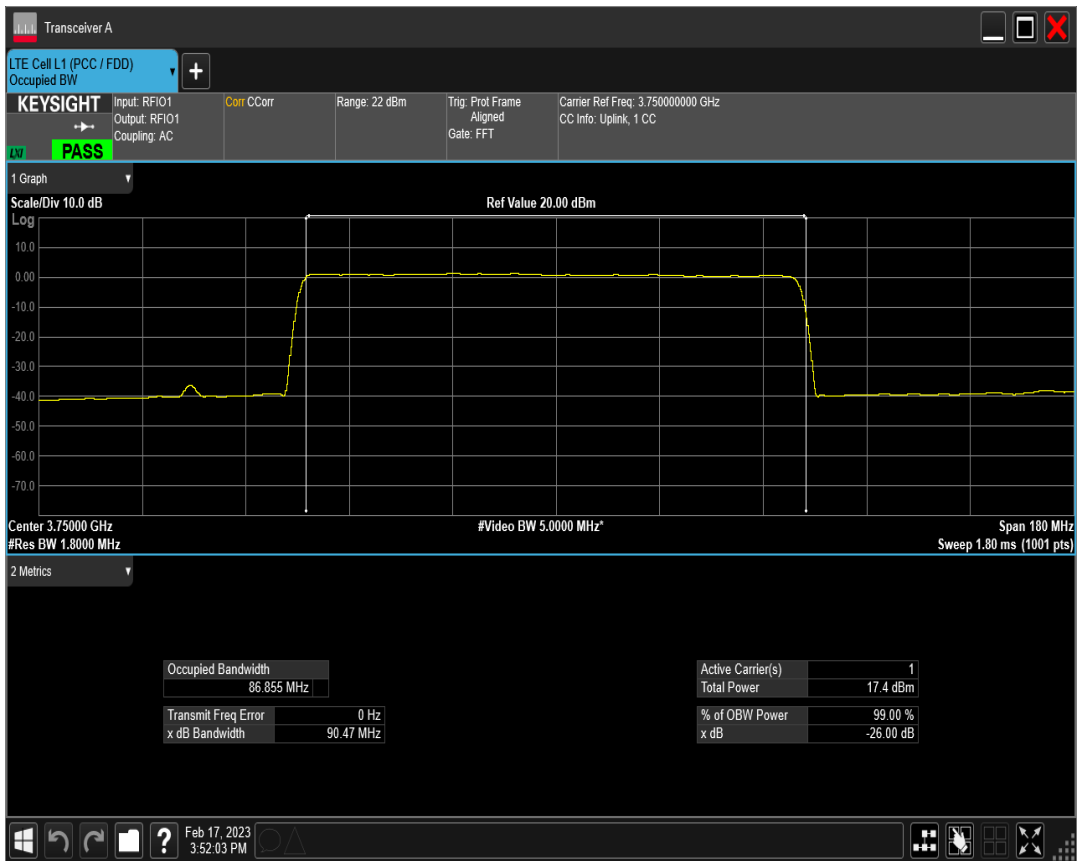 Transceiver A
LTE Cell L1 (PCC / FDD)
Occupied BW
+
KEYSIGHT
LXI
PASS
Input: RFIO1
Output: RFIO1
Coupling: AC
Corr CCorr
Range: 22 dBm
Trig: Prot Frame
Aligned
Gate: FFT
Carrier Ref Freq: 3.750000000 GHz
CC Info: Uplink, 1 CC
1 Graph
Scale/Div 10.0 dB
Ref Value 20.00 dBm
Log
10.0
0.00
-10.0
-20.0
-30.0
-40.0
-50.0
-60.0
-70.0
Center 3.75000 GHz
#Video BW 5.0000 MHz*
Span 180 MHz
#Res BW 1.8000 MHz
Sweep 1.80 ms (1001 pts)
2 Metrics
Occupied Bandwidth
86.855 MHz
Transmit Freq Error 0 Hz
x dB Bandwidth 90.47 MHz
Active Carrier(s) 1
Total Power 17.4 dBm
% of OBW Power 99.00 %
x dB -26.00 dB
?
Feb 17, 2023
3:52:03 PM